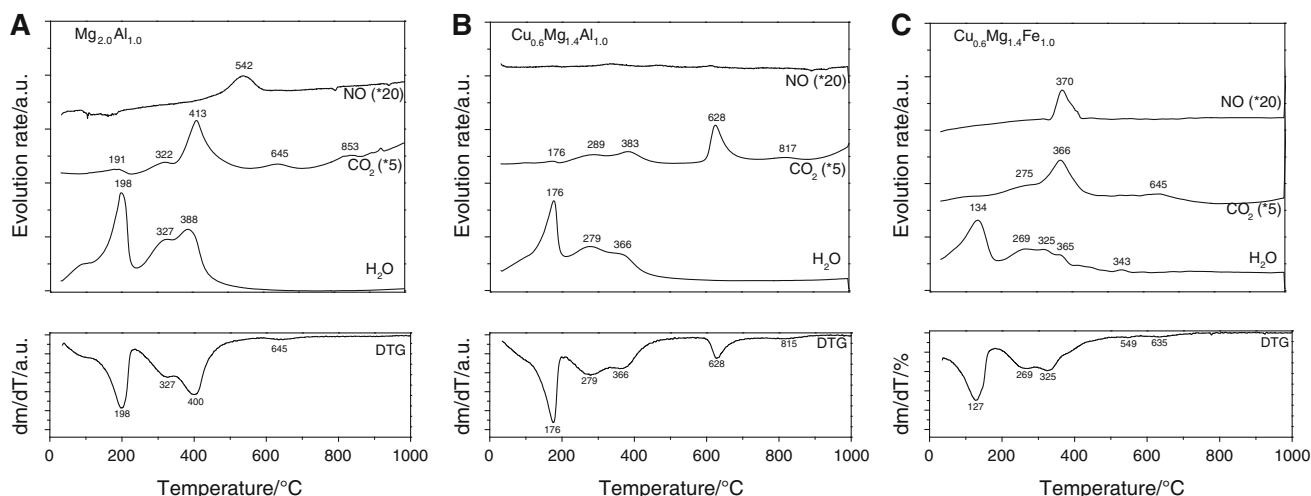 A
Mg2.0Al1.0
Evolution rate/a.u.
542
NO (*20)
413
191
322
645
853
CO2 (*5)
198
327
388
H2O
dm/dT/a.u.
DTG
645
327
198
400
0 200 400 600 800 1000
Temperature/°C
B
Cu0.6Mg1.4Al1.0
Evolution rate/a.u.
NO (*20)
628
176
289
383
817
CO2 (*5)
176
279
366
H2O
dm/dT/a.u.
DTG
815
628
279
366
176
0 200 400 600 800 1000
Temperature/°C
C
Cu0.6Mg1.4Fe1.0
Evolution rate/a.u.
370
NO (*20)
366
275
645
CO2 (*5)
134
269
325
365
343
H2O
dm/dT/%
DTG
549
635
269
325
127
0 200 400 600 800 1000
Temperature/°C